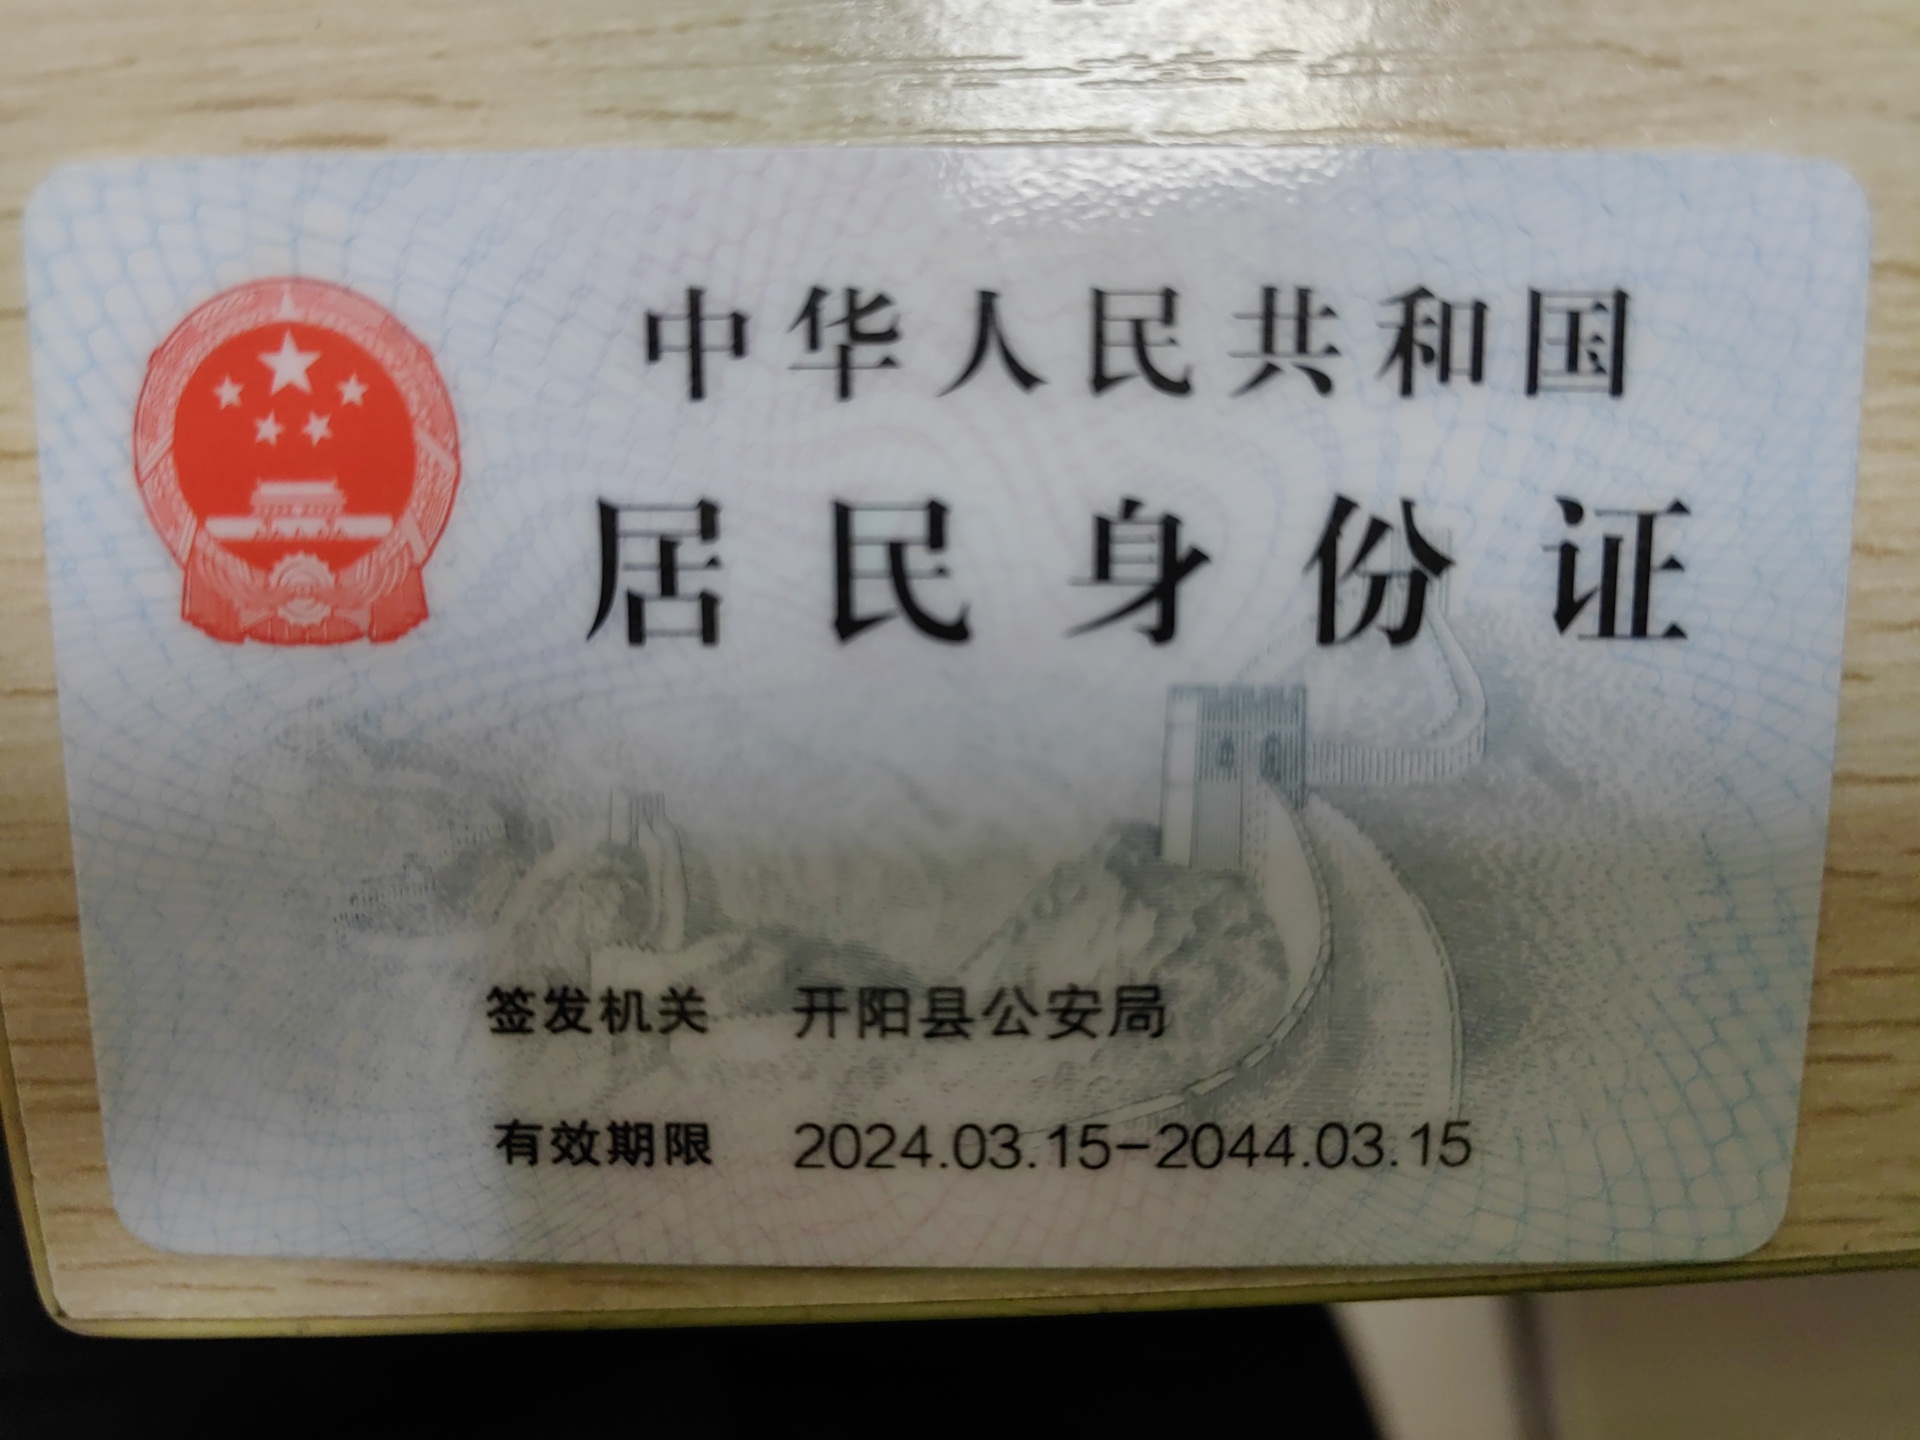 中华人民共和国
居民身份证
签发机关 开阳县公安局
有效期限 2024.03.15-2044.03.15